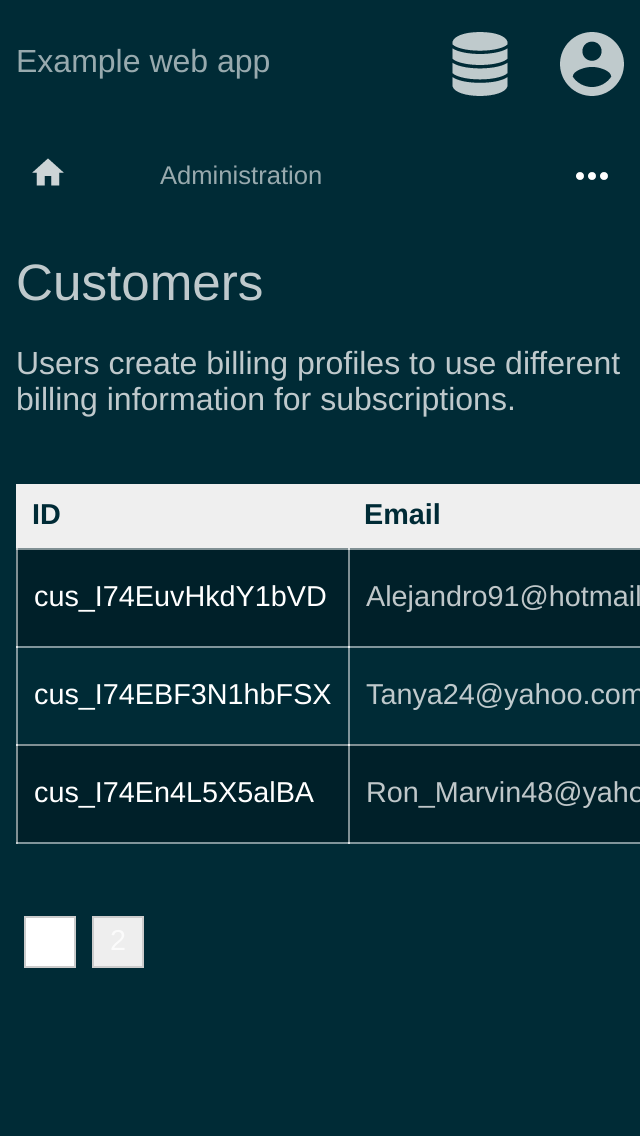 Example web app
Administration
Customers
Users create billing profiles to use different
billing information for subscriptions.
ID Email
cus_I74EuvHkdY1bVD Alejandro91@hotmail
cus_I74EBF3N1hbFSX Tanya24@yahoo.com
cus_I74En4L5X5alBA Ron_Marvin48@yaho
2